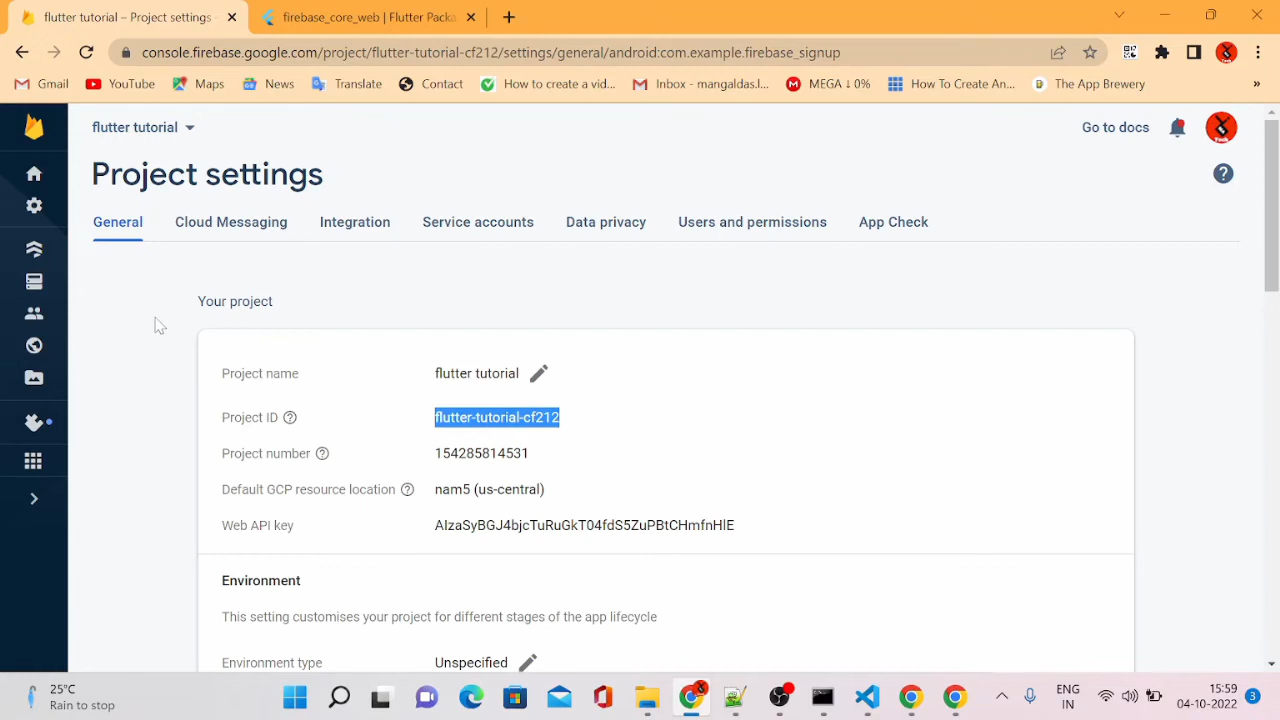 flutter tutorial – Project settings
firebase_core_web | Flutter Packa
console.firebase.google.com/project/flutter-tutorial-cf212/settings/general/android:com.example.firebase_signup
Gmail YouTube Maps News Translate Contact How to create a vid... Inbox - mangaldas.l... MEGA ↓ 0% How To Create An... The App Brewery »
flutter tutorial
Go to docs
Project settings
General Cloud Messaging Integration Service accounts Data privacy Users and permissions App Check
Your project
Project name flutter tutorial
Project ID flutter-tutorial-cf212
Project number 154285814531
Default GCP resource location nam5 (us-central)
Web API key AIzaSyBGJ4bjcTuRuGkT04fdS5ZuPBtCHmfnHlE
Environment
This setting customises your project for different stages of the app lifecycle
Environment type Unspecified
25°C
Rain to stop
ENG
IN
15:59
04-10-2022
3